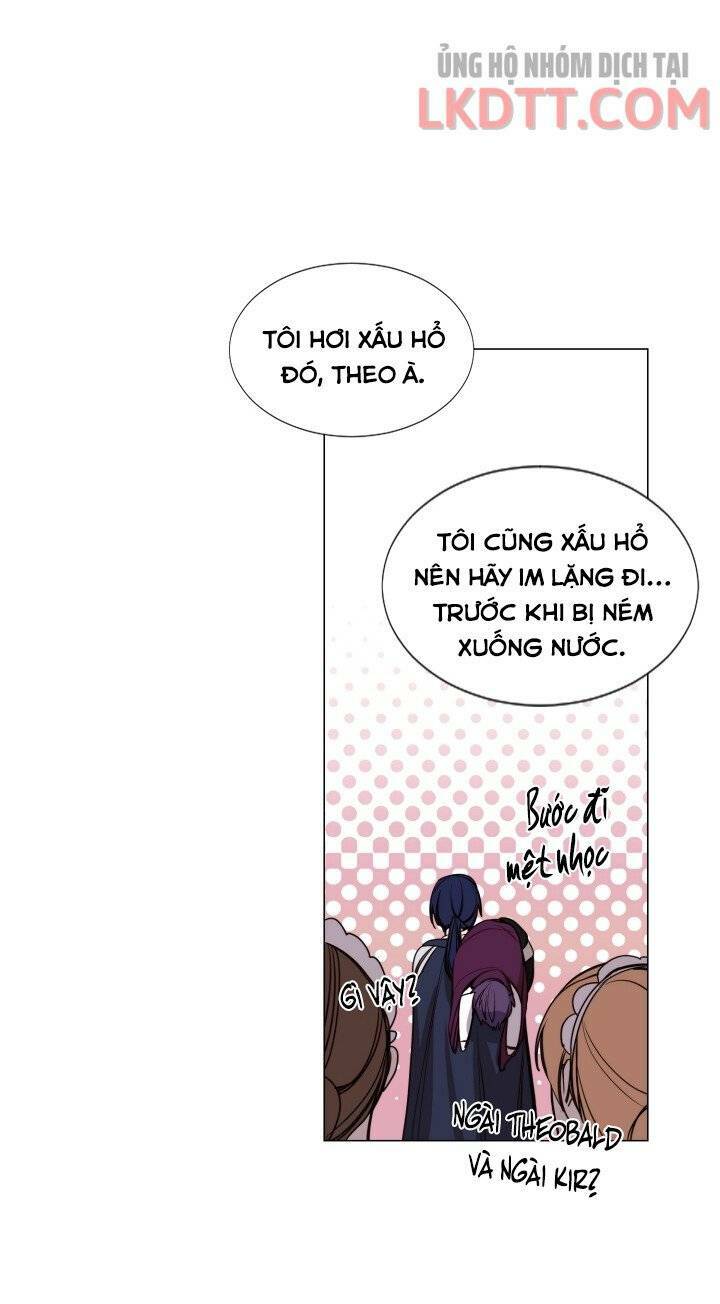 ỦNG HỘ NHÓM DỊCH TẠI
LKDTT.COM
TÔI HƠI XẤU HỔ
ĐÓ, THEO À.
TÔI CŨNG XẤU HỔ
NÊN HÃY IM LẶNG ĐI...
TRƯỚC KHI BỊ NÉM
XUỐNG NƯỚC.
Bước đi
mệt nhọc
GÌ VẬY?
NGÀI THEOBALD
VÀ NGÀI KIR?